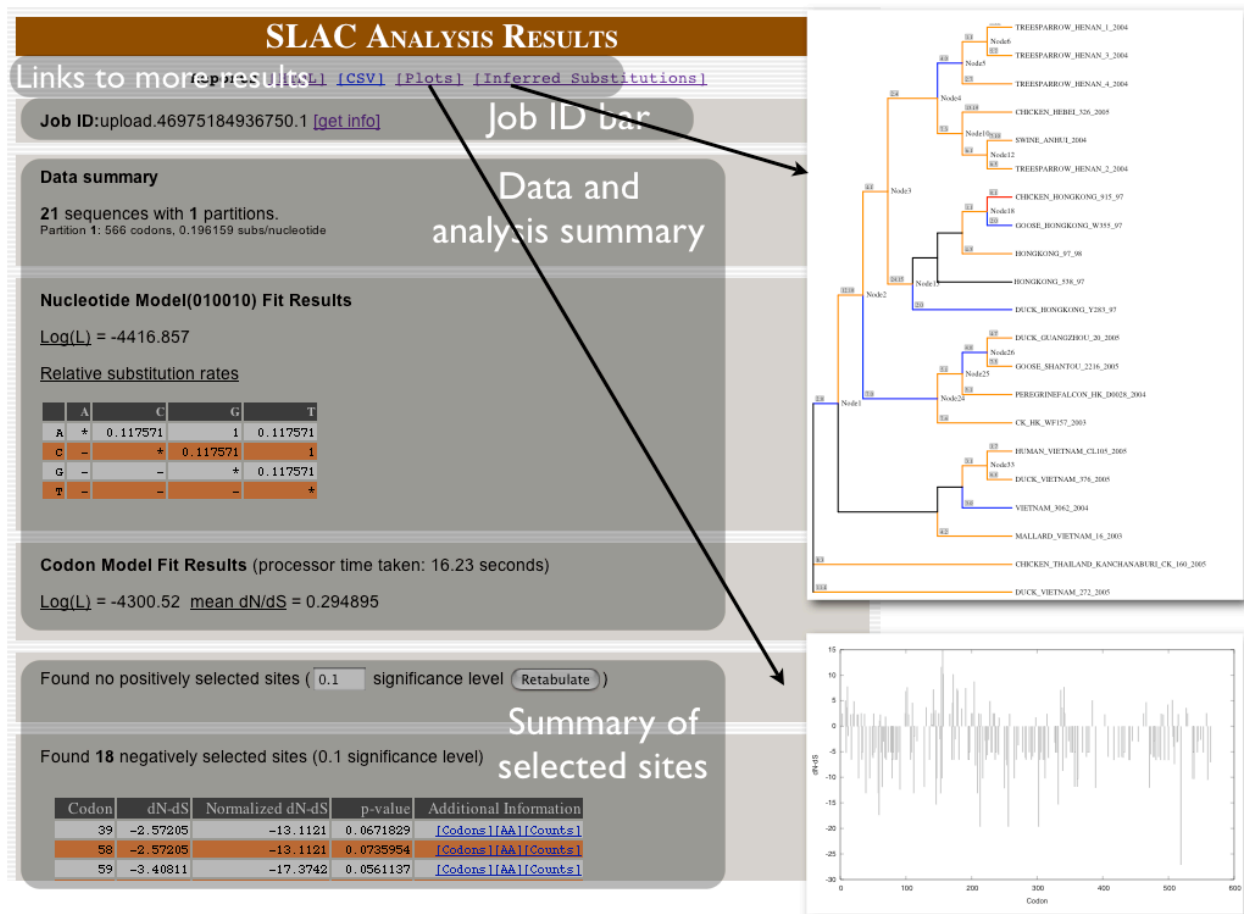 SLAC ANALYSIS RESULTS
Links to more results
[CSV] [Plots] [Inferred Substitutions]
Job ID:upload.46975184936750.1 [get info]
Job ID bar
Data summary
21 sequences with 1 partitions.
Partition 1: 566 codons, 0.196159 subs/nucleotide
Data and
analysis summary
Nucleotide Model(010010) Fit Results
Log(L) = -4416.857
Relative substitution rates
A C G T
A * 0.117571 1 0.117571
C – * 0.117571 1
G – – * 0.117571
T – – – *
Codon Model Fit Results (processor time taken: 16.23 seconds)
Log(L) = -4300.52 mean dN/dS = 0.294895
Found no positively selected sites ( 0.1 significance level Retabulate )
Summary of
selected sites
Found 18 negatively selected sites (0.1 significance level)
Codon dN-dS Normalized dN-dS p-value Additional Information
39 -2.57205 -13.1121 0.0671829 [Codons][AA][Counts]
58 -2.57205 -13.1121 0.0735954 [Codons][AA][Counts]
59 -3.40811 -17.3742 0.0561137 [Codons][AA][Counts]
TREESPARROW_HENAN_1_2004
Node6
TREESPARROW_HENAN_3_2004
Node5
TREESPARROW_HENAN_4_2004
Node4
CHICKEN_HEBEI_326_2005
Node10
SWINE_ANHUI_2004
Node12
TREESPARROW_HENAN_2_2004
Node3
CHICKEN_HONGKONG_915_97
Node18
GOOSE_HONGKONG_W355_97
HONGKONG_97_98
HONGKONG_538_97
Node15
Node2
DUCK_HONGKONG_Y283_97
DUCK_GUANGZHOU_20_2005
Node26
GOOSE_SHANTOU_2216_2005
Node25
PEREGRINEFALCON_HK_D0028_2004
Node1
Node24
CK_HK_WF157_2003
HUMAN_VIETNAM_CL105_2005
Node33
DUCK_VIETNAM_376_2005
VIETNAM_3062_2004
MALLARD_VIETNAM_16_2003
CHICKEN_THAILAND_KANCHANABURI_CK_160_2005
DUCK_VIETNAM_272_2005
15
10
5
0
-5
-10
-15
-20
-25
-30
dN-dS
0 100 200 300 400 500 600
Codon